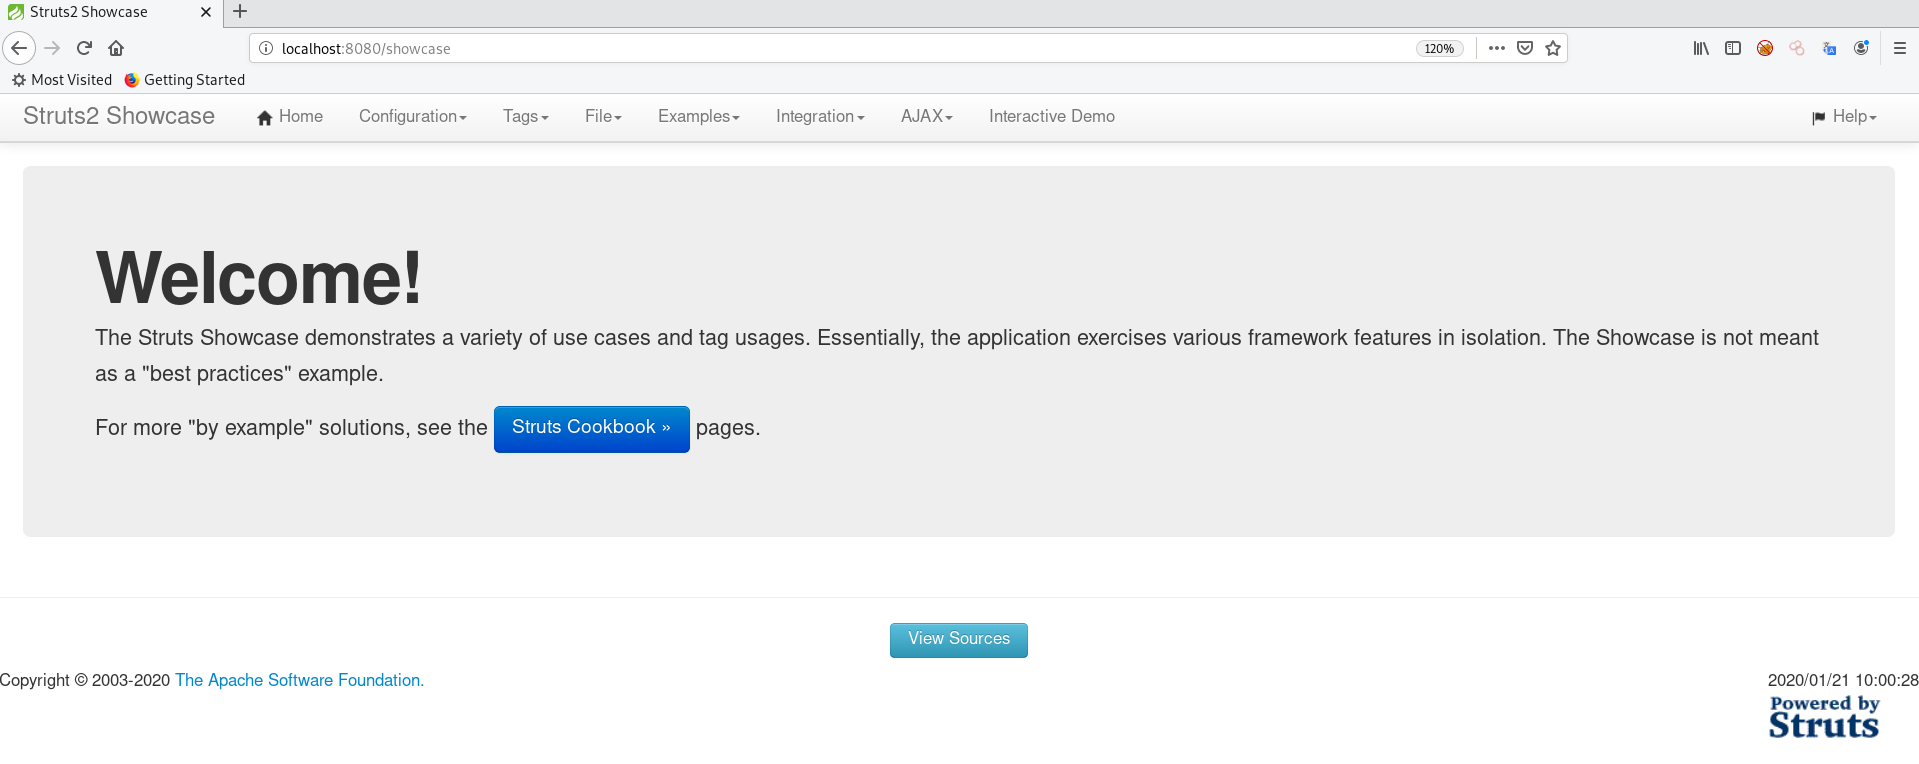 Struts2 Showcase
localhost:8080/showcase 120%
Most Visited Getting Started
Struts2 Showcase Home Configuration Tags File Examples Integration AJAX Interactive Demo Help
Welcome!
The Struts Showcase demonstrates a variety of use cases and tag usages. Essentially, the application exercises various framework features in isolation. The Showcase is not meant
as a "best practices" example.
For more "by example" solutions, see the Struts Cookbook » pages.
View Sources
Copyright © 2003-2020 The Apache Software Foundation. 2020/01/21 10:00:28
Powered by
Struts